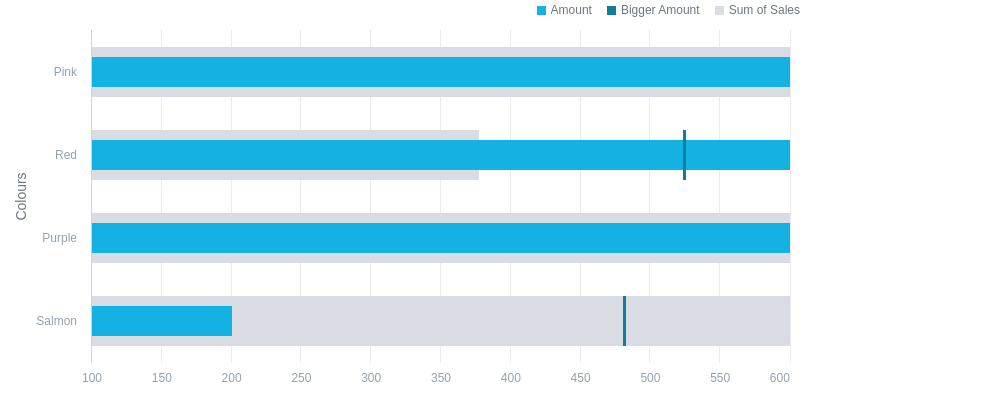 Amount Bigger Amount Sum of Sales
Pink
Red
Colours
Purple
Salmon
100 150 200 250 300 350 400 450 500 550 600